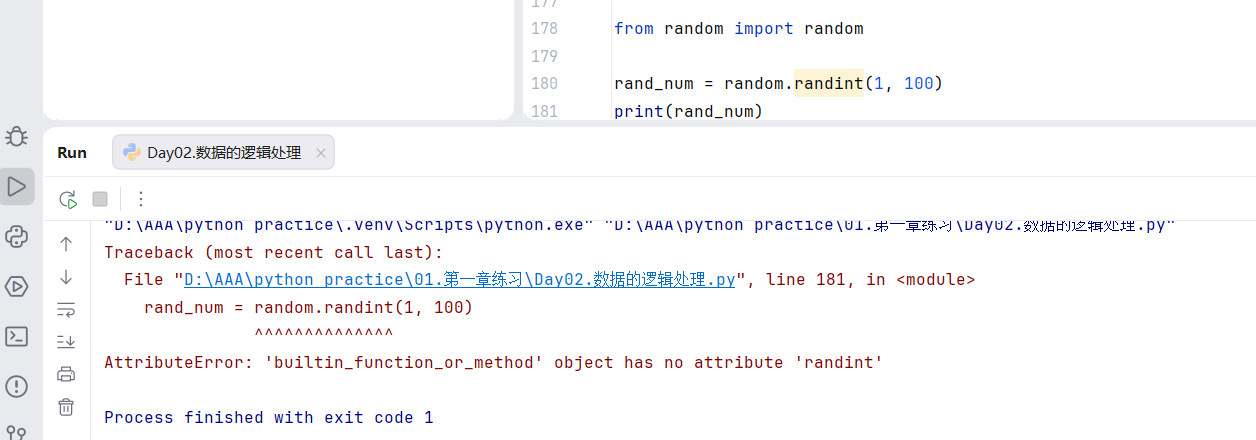 177
178 from random import random
179
180 rand_num = random.randint(1, 100)
181 print(rand_num)
Run Day02.数据的逻辑处理
"D:\AAA\python practice\.venv\Scripts\python.exe" "D:\AAA\python practice\01.第一章练习\Day02.数据的逻辑处理.py"
Traceback (most recent call last):
File "D:\AAA\python practice\01.第一章练习\Day02.数据的逻辑处理.py", line 181, in <module>
rand_num = random.randint(1, 100)
^^^^^^^^^^^^^^
AttributeError: 'builtin_function_or_method' object has no attribute 'randint'
Process finished with exit code 1